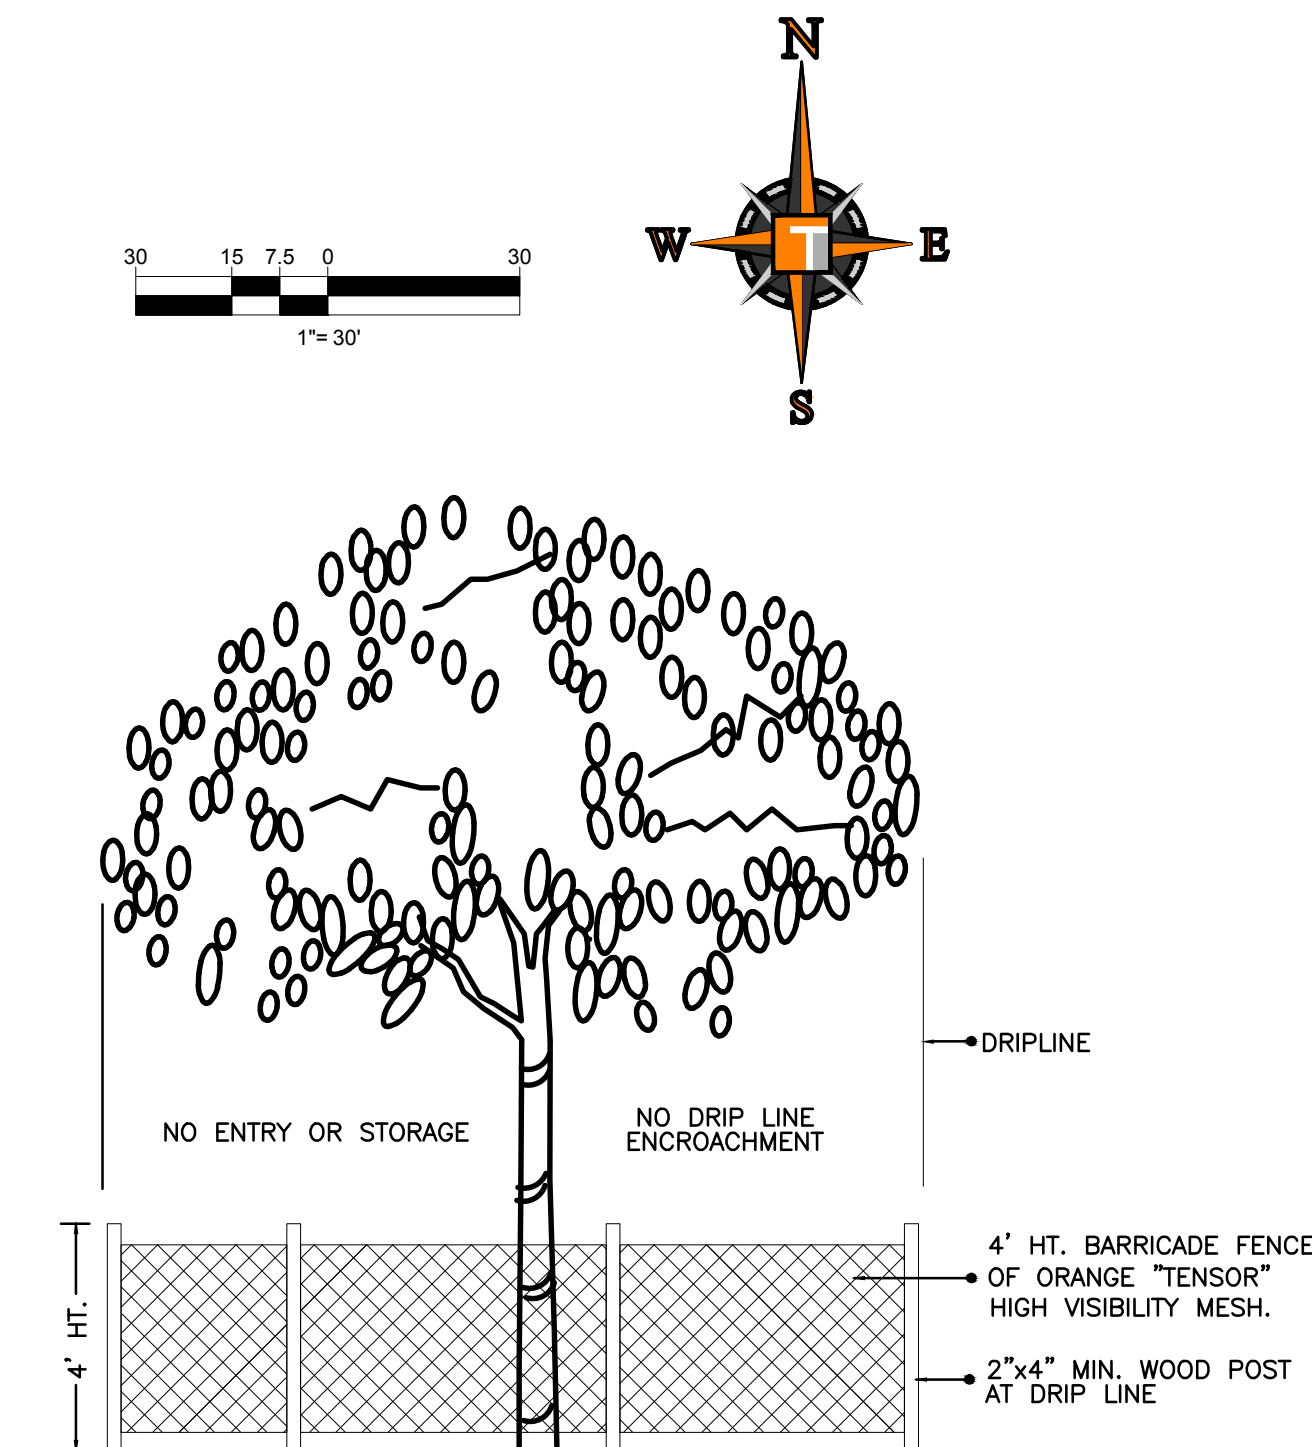 N
W T E
S
30 15 7.5 0 30
1"= 30'
DRIPLINE
NO ENTRY OR STORAGE
NO DRIP LINE
ENCROACHMENT
4' HT.
4' HT. BARRICADE FENCE
OF ORANGE "TENSOR"
HIGH VISIBILITY MESH.
2"x4" MIN. WOOD POST
AT DRIP LINE